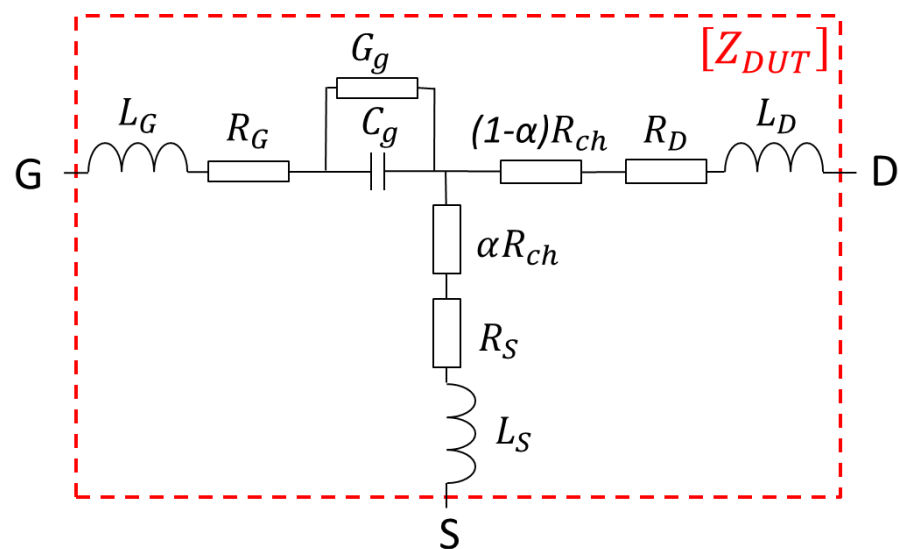 [Z_DUT]
G_g
L_G
R_G
C_g
(1-α)R_ch
R_D
L_D
G
D
αR_ch
R_S
L_S
S